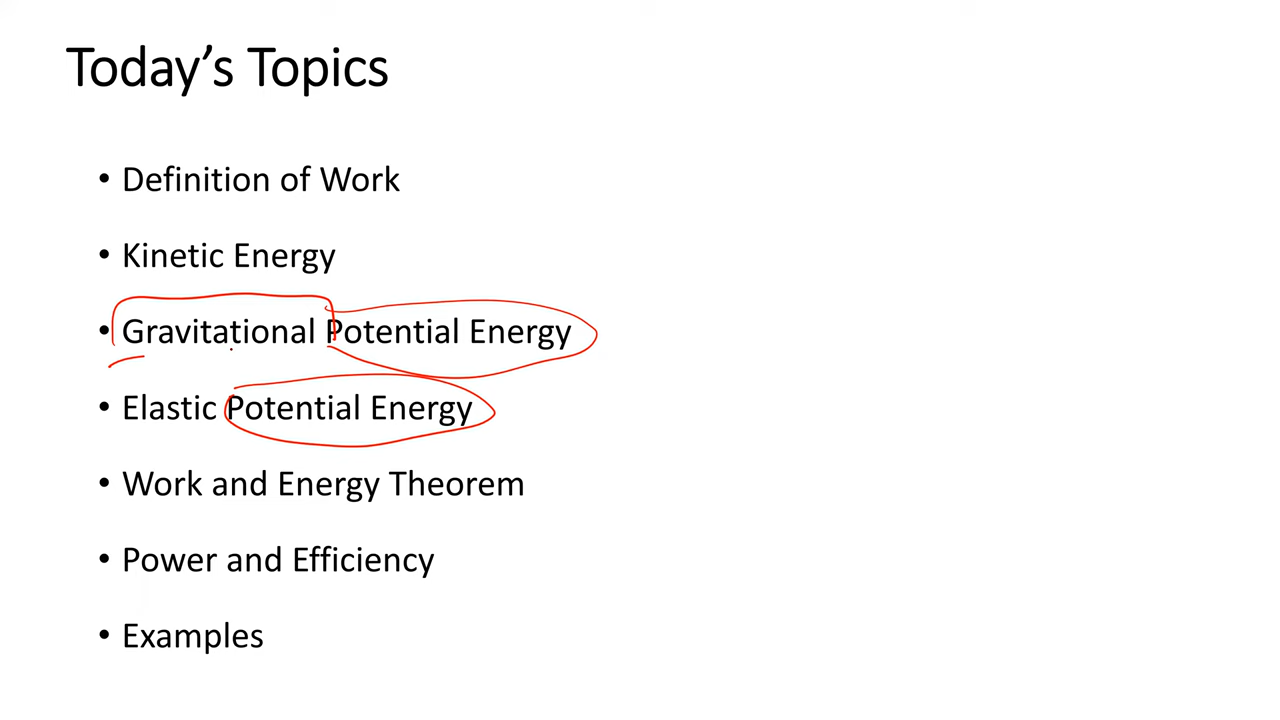 Today’s Topics
• Definition of Work
• Kinetic Energy
• Gravitational Potential Energy
• Elastic Potential Energy
• Work and Energy Theorem
• Power and Efficiency
• Examples